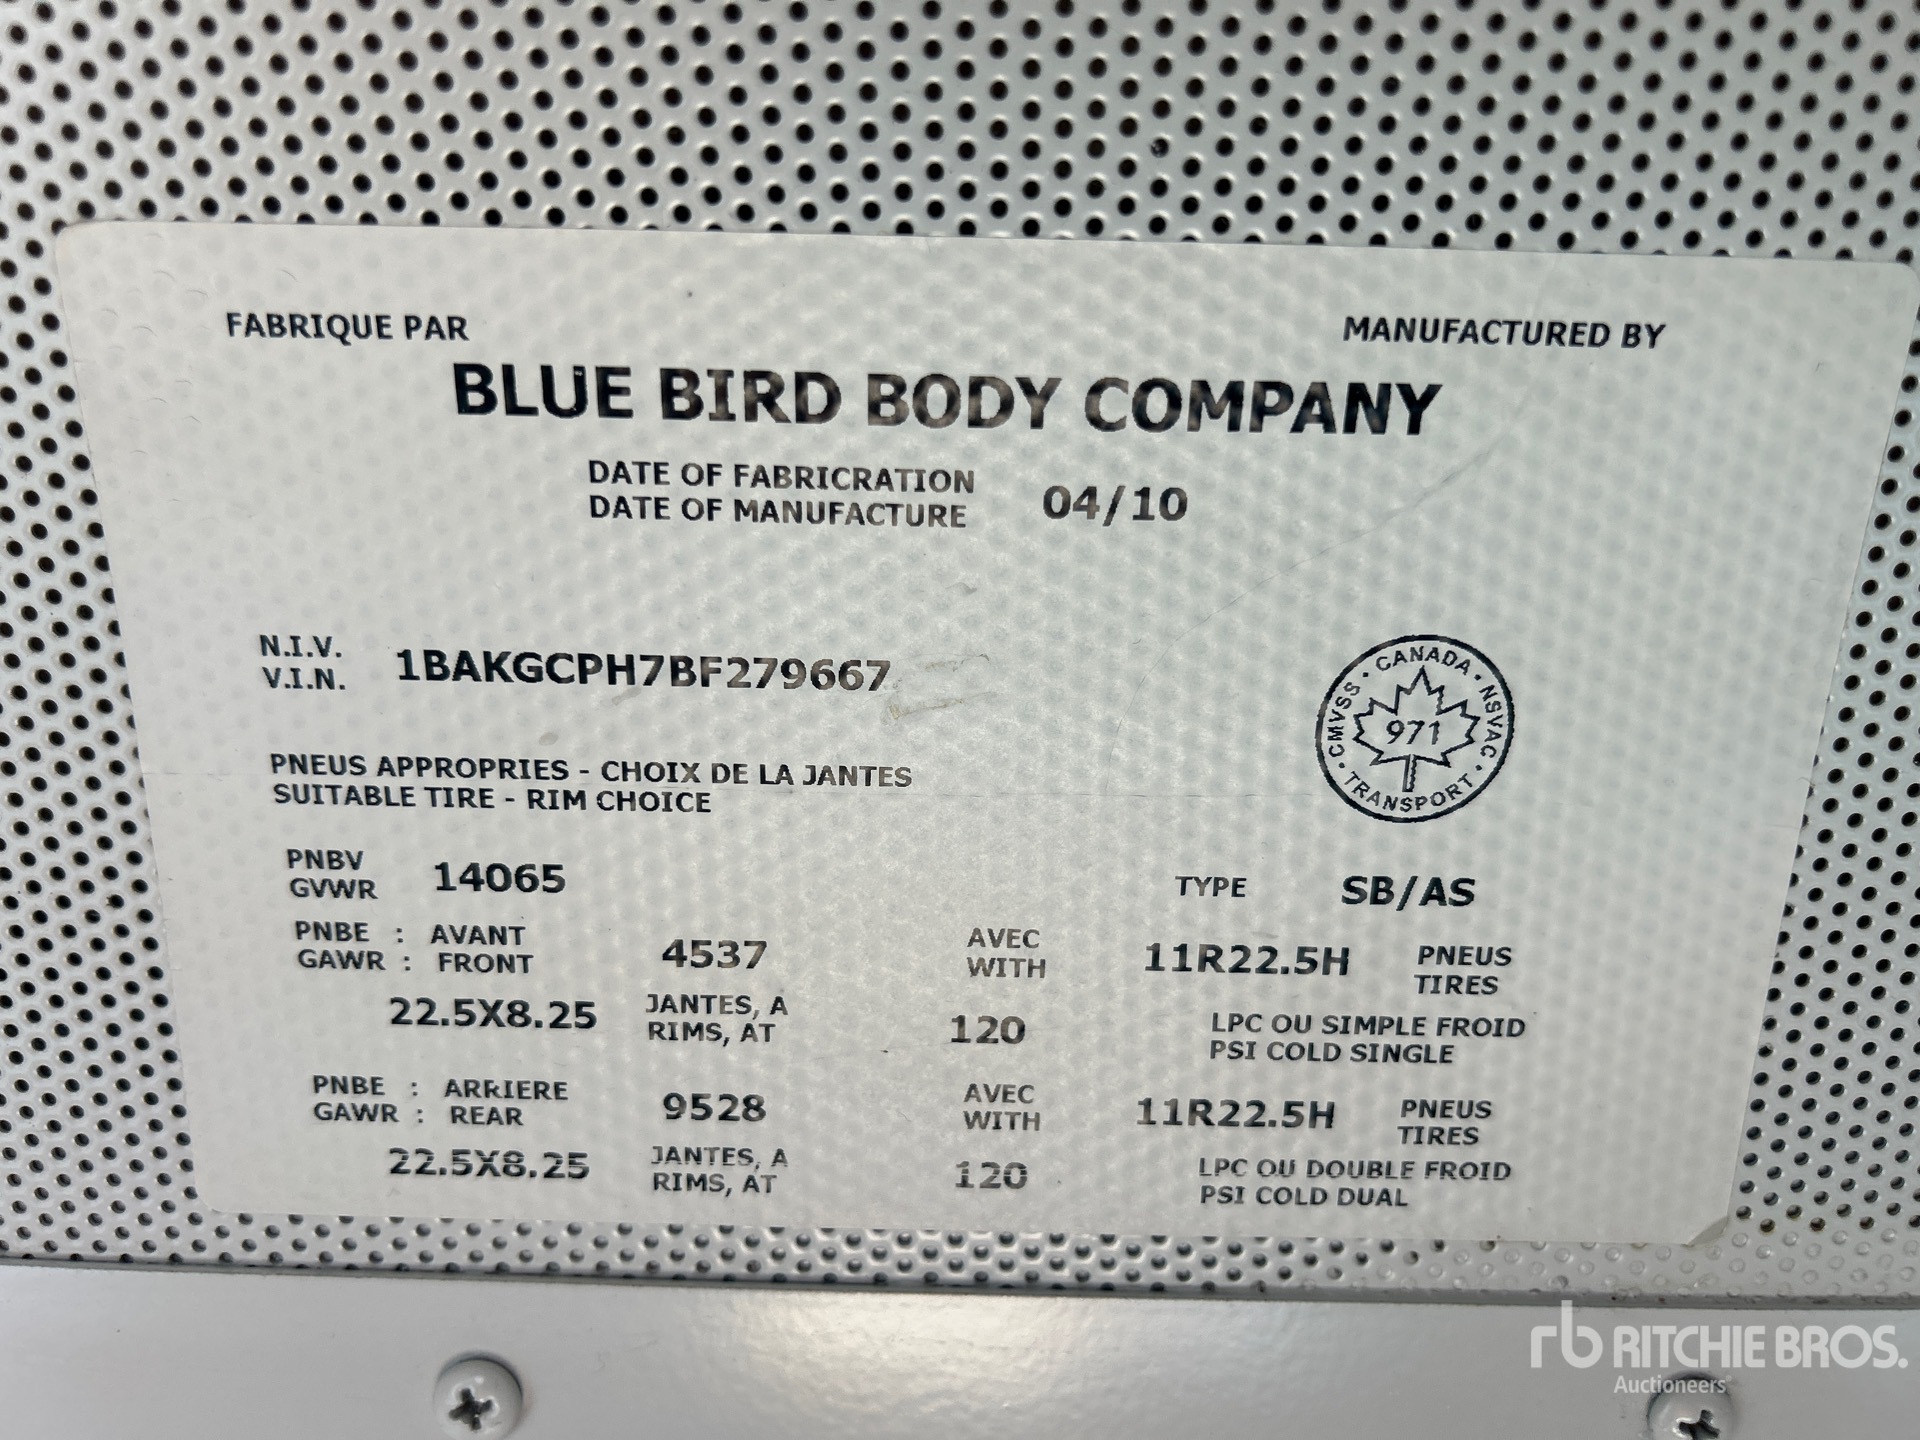 FABRIQUE PAR
MANUFACTURED BY
BLUE BIRD BODY COMPANY
DATE OF FABRICRATION
DATE OF MANUFACTURE
04/10
N.I.V.
V.I.N.
1BAKGCPH7BF279667
CMVSS · CANADA · NSVAC · TRANSPORT ·
971
PNEUS APPROPRIES - CHOIX DE LA JANTES
SUITABLE TIRE - RIM CHOICE
PNBV
GVWR
14065
TYPE SB/AS
PNBE : AVANT
GAWR : FRONT
4537
AVEC
WITH
11R22.5H
PNEUS
TIRES
22.5X8.25
JANTES, A
RIMS, AT
120
LPC OU SIMPLE FROID
PSI COLD SINGLE
PNBE : ARRIERE
GAWR : REAR
9528
AVEC
WITH
11R22.5H
PNEUS
TIRES
22.5X8.25
JANTES, A
RIMS, AT
120
LPC OU DOUBLE FROID
PSI COLD DUAL
rb RITCHIE BROS.
Auctioneers